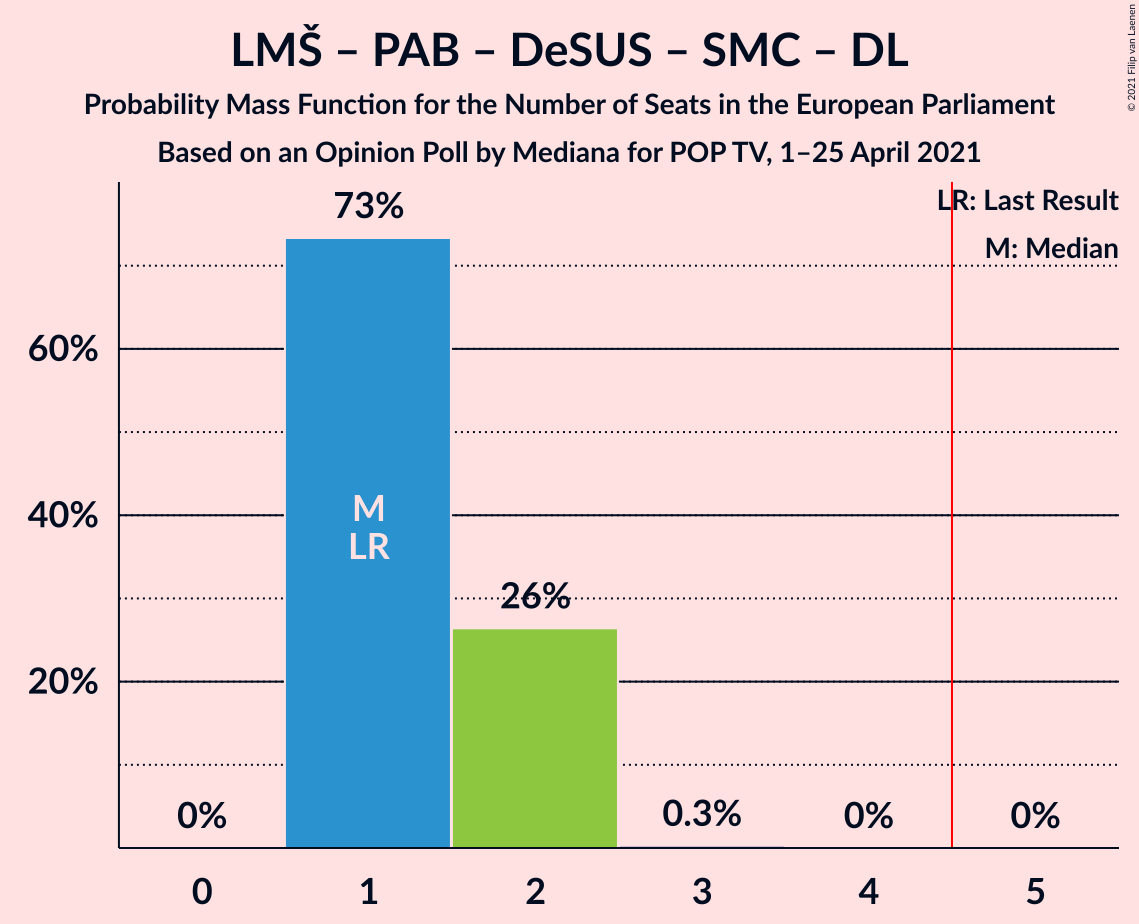 LMŠ – PAB – DeSUS – SMC – DL
Probability Mass Function for the Number of Seats in the European Parliament
Based on an Opinion Poll by Mediana for POP TV, 1–25 April 2021
© 2021 Filip van Laenen
LR: Last Result
M: Median
73%
60%
40%
20%
M
LR
26%
0%
0.3%
0%
0%
0
1
2
3
4
5